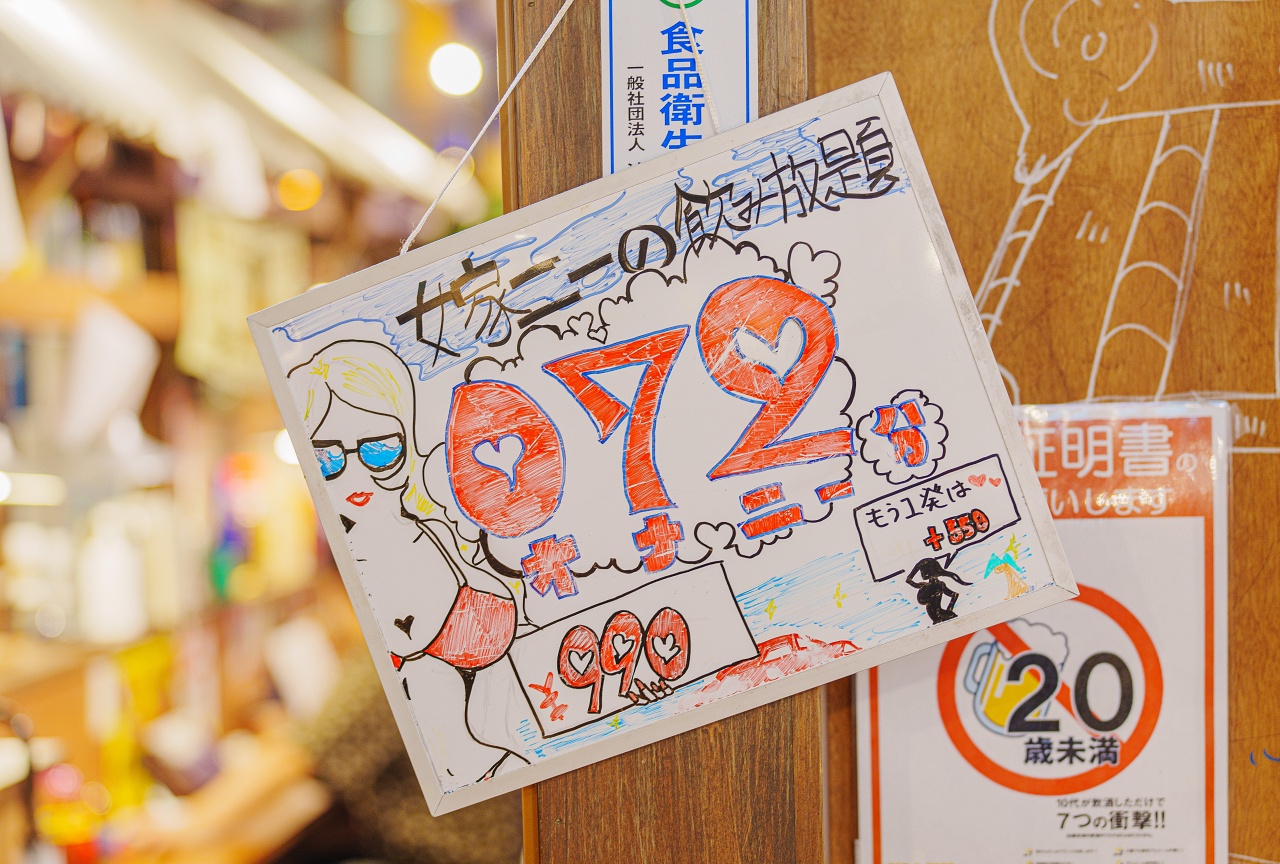 食品衛生
一般社団法人
嫁ニーの飲み放題
072分
オナニー
もう1発は
+550
¥990
証明書の
いします
20
歳未満
10代が飲酒しただけで
7つの衝撃!!